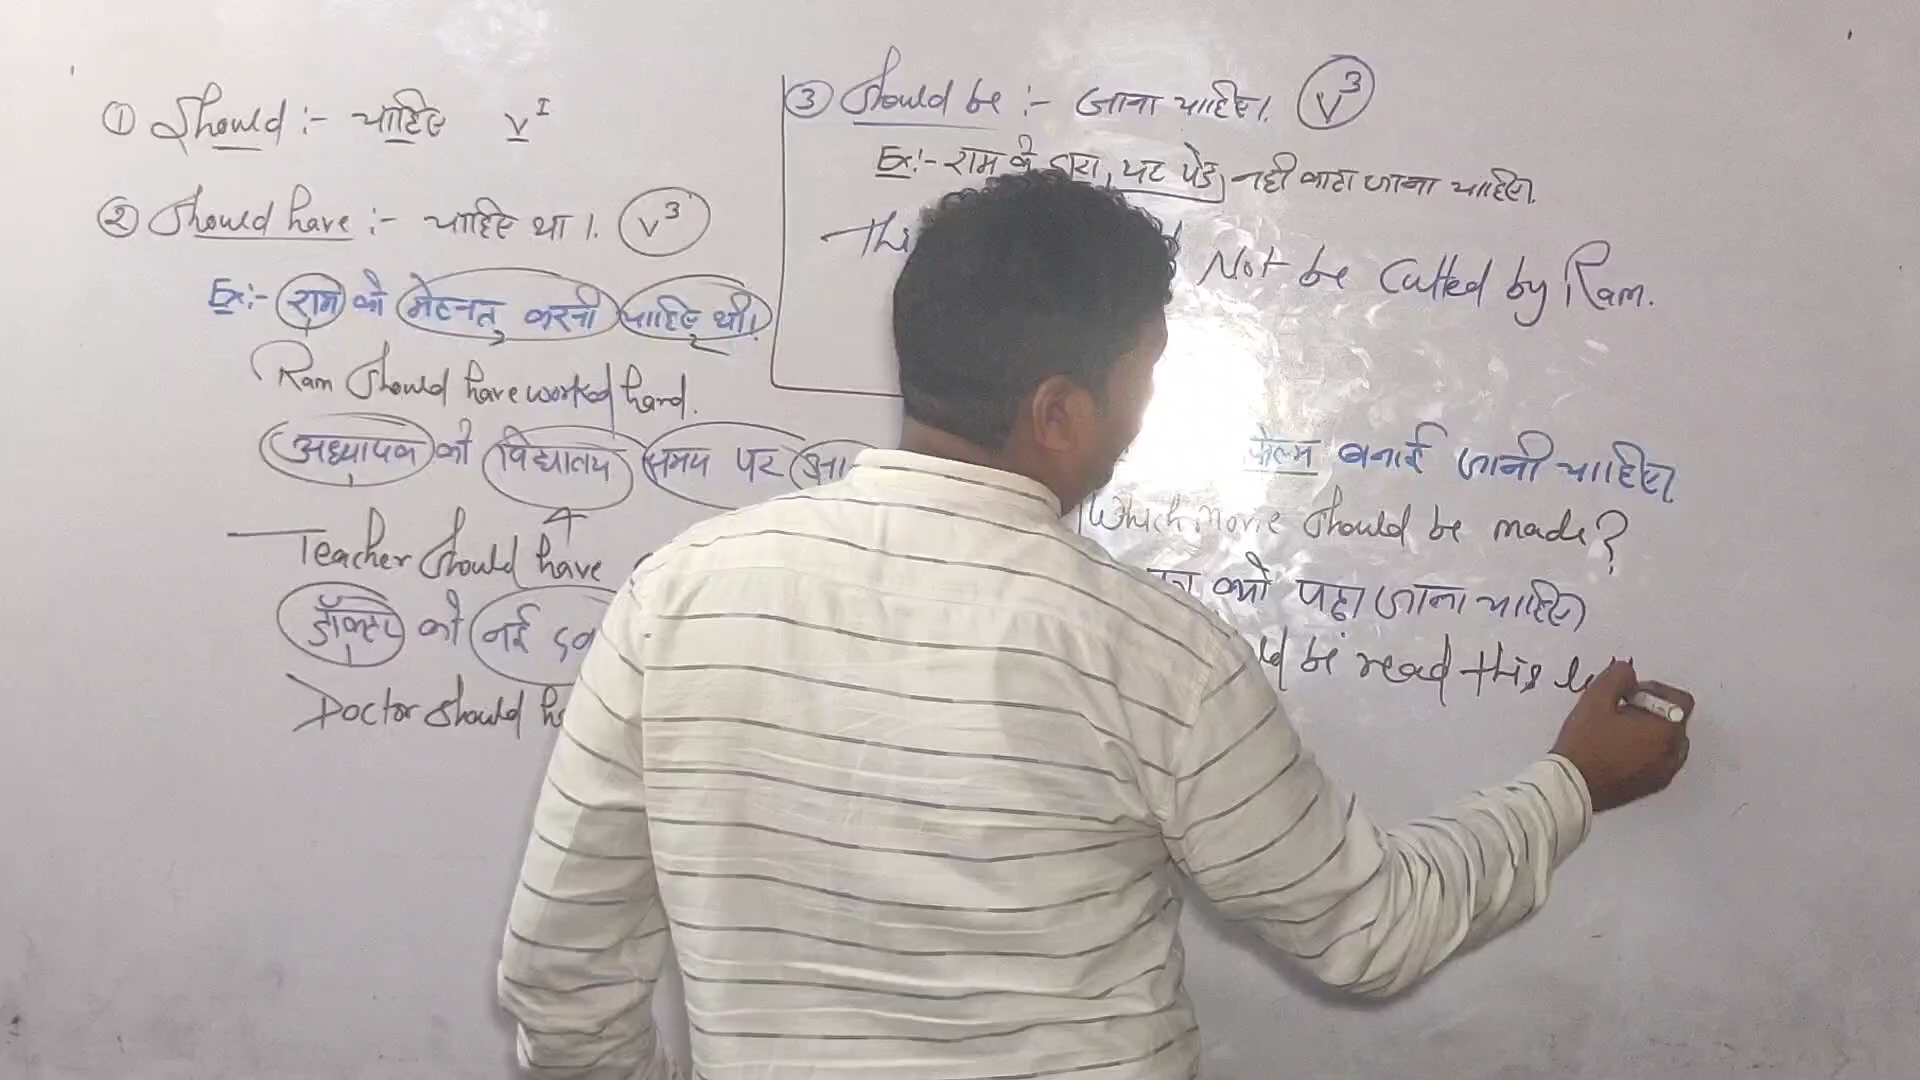 ① Should :- चाहिए V¹
② Should have :- चाहिए था। V³
Ex:- राम को मेहनत करनी चाहिए थी।
Ram Should have worked hard.
अध्यापक को विद्यालय समय पर आ
Teacher Should have
डॉक्टर को नई
Doctor Should
③ Should be :- जाना चाहिए। V³
Ex:- राम के द्वारा, यह पेड़ नहीं काटा जाना चाहिए।
Not be Cutted by Ram.
बनाई जानी चाहिए
Which Movie Should be made?
को पढ़ा जाना चाहिए
be read this